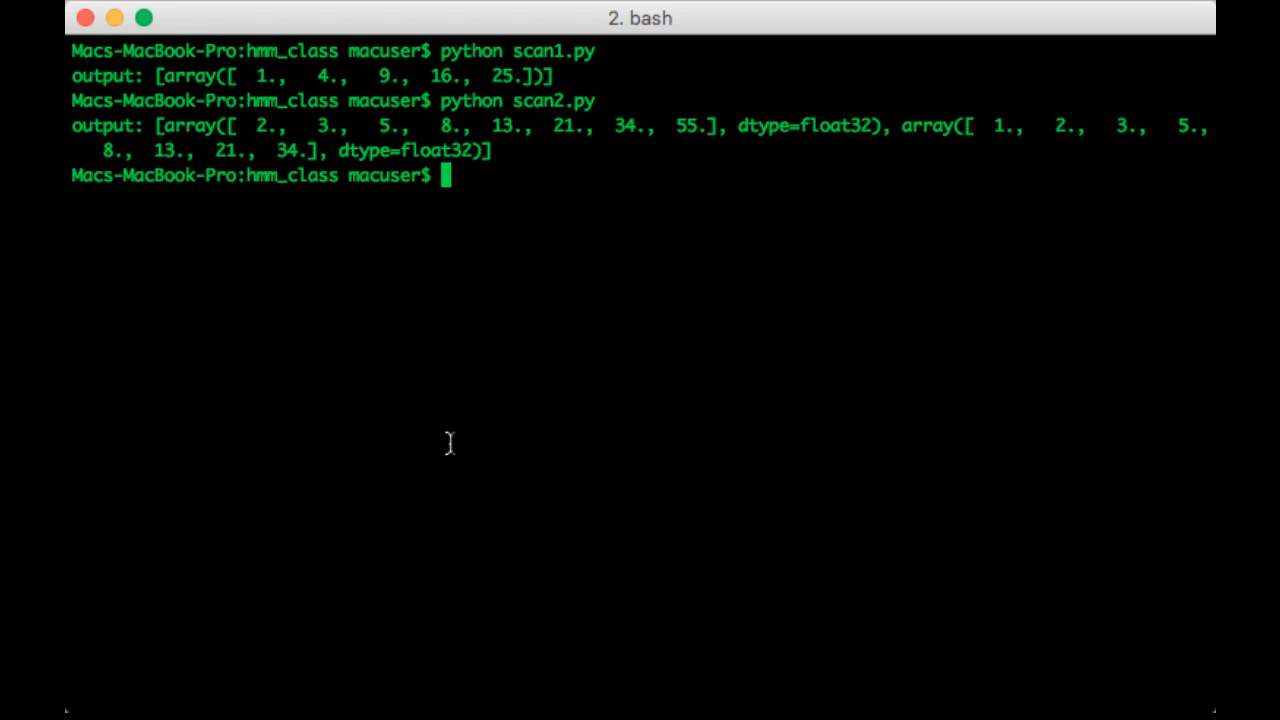 2. bash
Macs-MacBook-Pro:hmm_class macuser$ python scan1.py
output: [array([  1.,   4.,   9.,  16.,  25.])]
Macs-MacBook-Pro:hmm_class macuser$ python scan2.py
output: [array([  2.,   3.,   5.,   8.,  13.,  21.,  34.,  55.], dtype=float32), array([  1.,   2.,   3.,   5.,
   8.,  13.,  21.,  34.], dtype=float32)]
Macs-MacBook-Pro:hmm_class macuser$